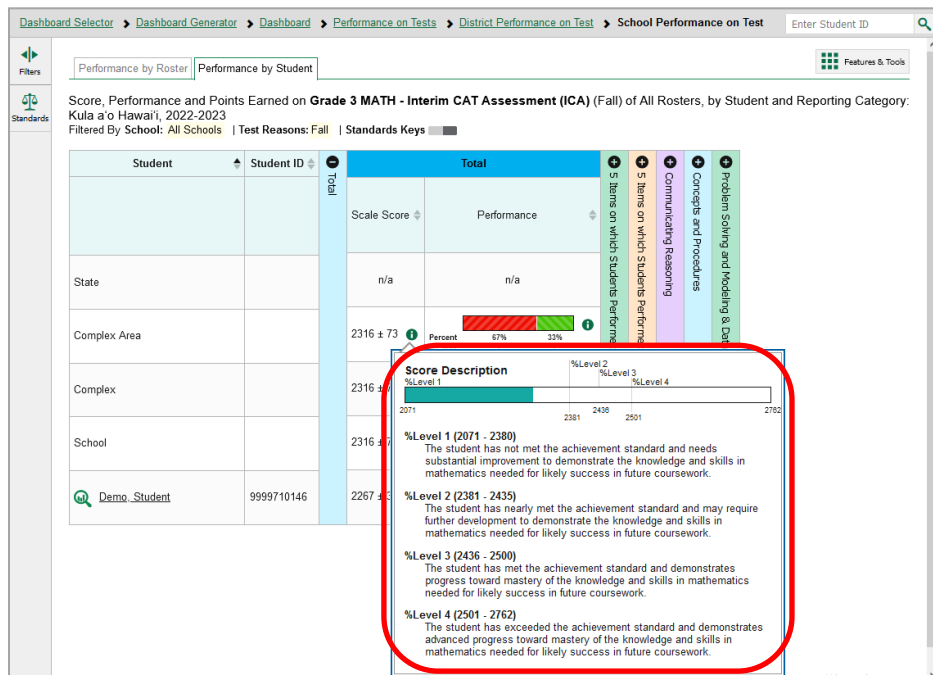 Dashboard Selector > Dashboard Generator > Dashboard > Performance on Tests > District Performance on Test > School Performance on Test
Enter Student ID
Filters
Standards
Performance by Roster
Performance by Student
Features & Tools
Score, Performance and Points Earned on Grade 3 MATH - Interim CAT Assessment (ICA) (Fall) of All Rosters, by Student and Reporting Category:
Kula a'o Hawai'i, 2022-2023
Filtered By School: All Schools | Test Reasons: Fall | Standards Keys
Student
Student ID
Total
Total
Scale Score
Performance
5 Items on which Students Performe
5 Items on which Students Performe
Communicating Reasoning
Concepts and Procedures
Problem Solving and Modeling & Dat
State
n/a
n/a
Complex Area
2316 ± 73
Percent 67% 33%
Complex
2316 ±
School
2316 ± 7
Demo, Student
9999710146
2267 ± 3
Score Description
%Level 1
%Level 2
%Level 3
%Level 4
2071
2381
2436
2501
2762
%Level 1 (2071 - 2380)
The student has not met the achievement standard and needs
substantial improvement to demonstrate the knowledge and skills in
mathematics needed for likely success in future coursework.
%Level 2 (2381 - 2435)
The student has nearly met the achievement standard and may require
further development to demonstrate the knowledge and skills in
mathematics needed for likely success in future coursework.
%Level 3 (2436 - 2500)
The student has met the achievement standard and demonstrates
progress toward mastery of the knowledge and skills in mathematics
needed for likely success in future coursework.
%Level 4 (2501 - 2762)
The student has exceeded the achievement standard and demonstrates
advanced progress toward mastery of the knowledge and skills in
mathematics needed for likely success in future coursework.